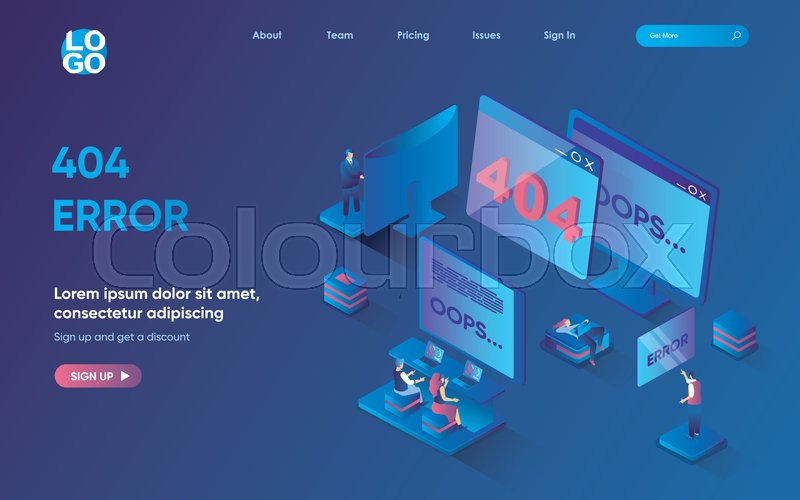 LO
GO
About Team Pricing Issues Sign In Get More
404
ERROR
Lorem ipsum dolor sit amet,
consectetur adipiscing
Sign up and get a discount
SIGN UP
404
OOPS...
OOPS...
ERROR
colourbox